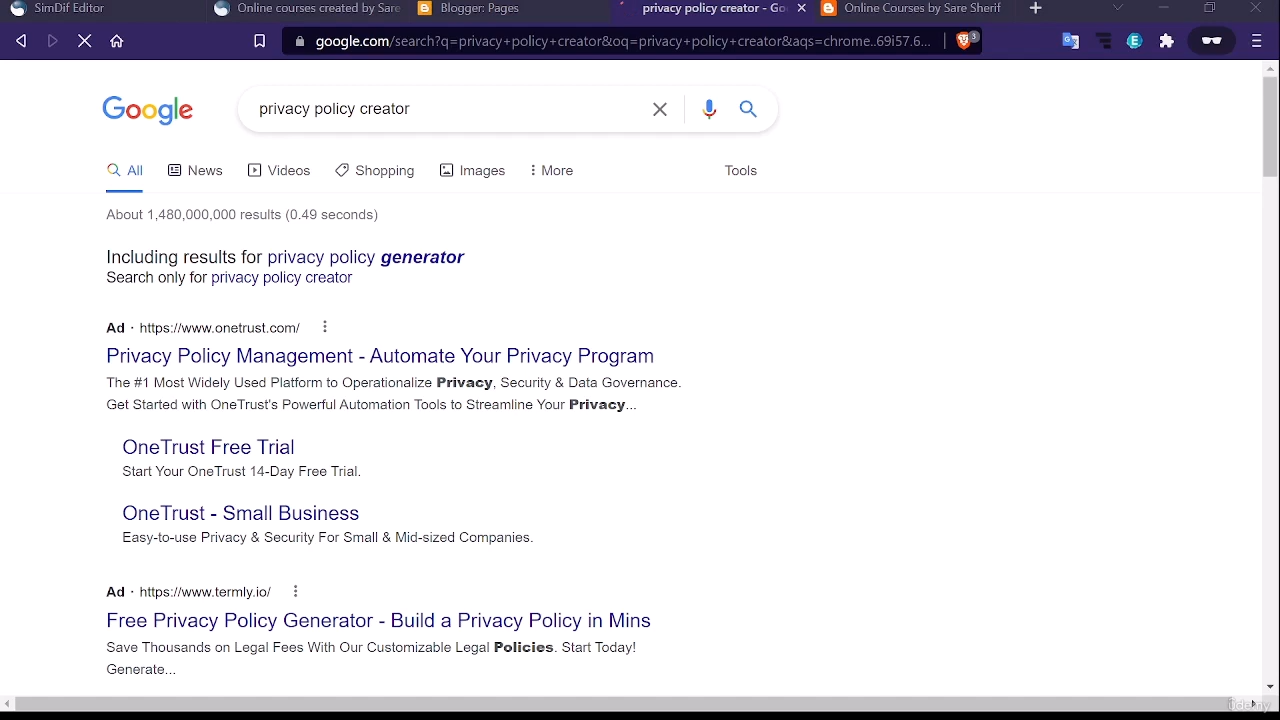 SimDif Editor
Online courses created by Sare
Blogger: Pages
privacy policy creator - Go
Online Courses by Sare Sherif
google.com/search?q=privacy+policy+creator&oq=privacy+policy+creator&aqs=chrome..69i57.6...
3
E
Google
privacy policy creator
All
News
Videos
Shopping
Images
More
Tools
About 1,480,000,000 results (0.49 seconds)
Including results for privacy policy generator
Search only for privacy policy creator
Ad · https://www.onetrust.com/
Privacy Policy Management - Automate Your Privacy Program
The #1 Most Widely Used Platform to Operationalize Privacy, Security & Data Governance.
Get Started with OneTrust's Powerful Automation Tools to Streamline Your Privacy...
OneTrust Free Trial
Start Your OneTrust 14-Day Free Trial.
OneTrust - Small Business
Easy-to-use Privacy & Security For Small & Mid-sized Companies.
Ad · https://www.termly.io/
Free Privacy Policy Generator - Build a Privacy Policy in Mins
Save Thousands on Legal Fees With Our Customizable Legal Policies. Start Today!
Generate...
ûdemy